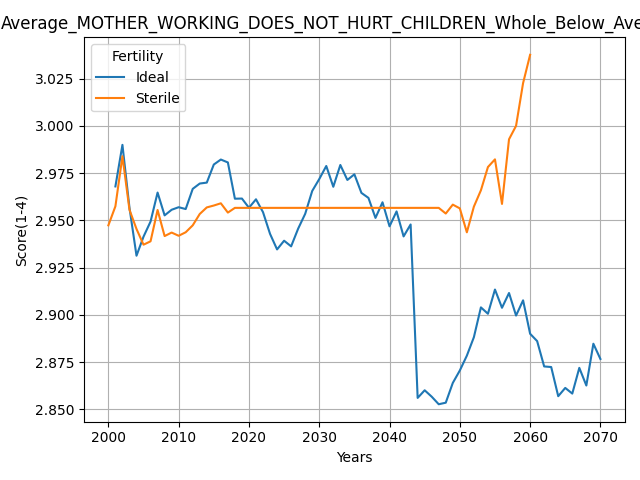 Average_MOTHER_WORKING_DOES_NOT_HURT_CHILDREN_Whole_Below_Ave
Fertility
Ideal
Sterile
3.025
3.000
2.975
2.950
2.925
2.900
2.875
2.850
Score(1-4)
2000 2010 2020 2030 2040 2050 2060 2070
Years